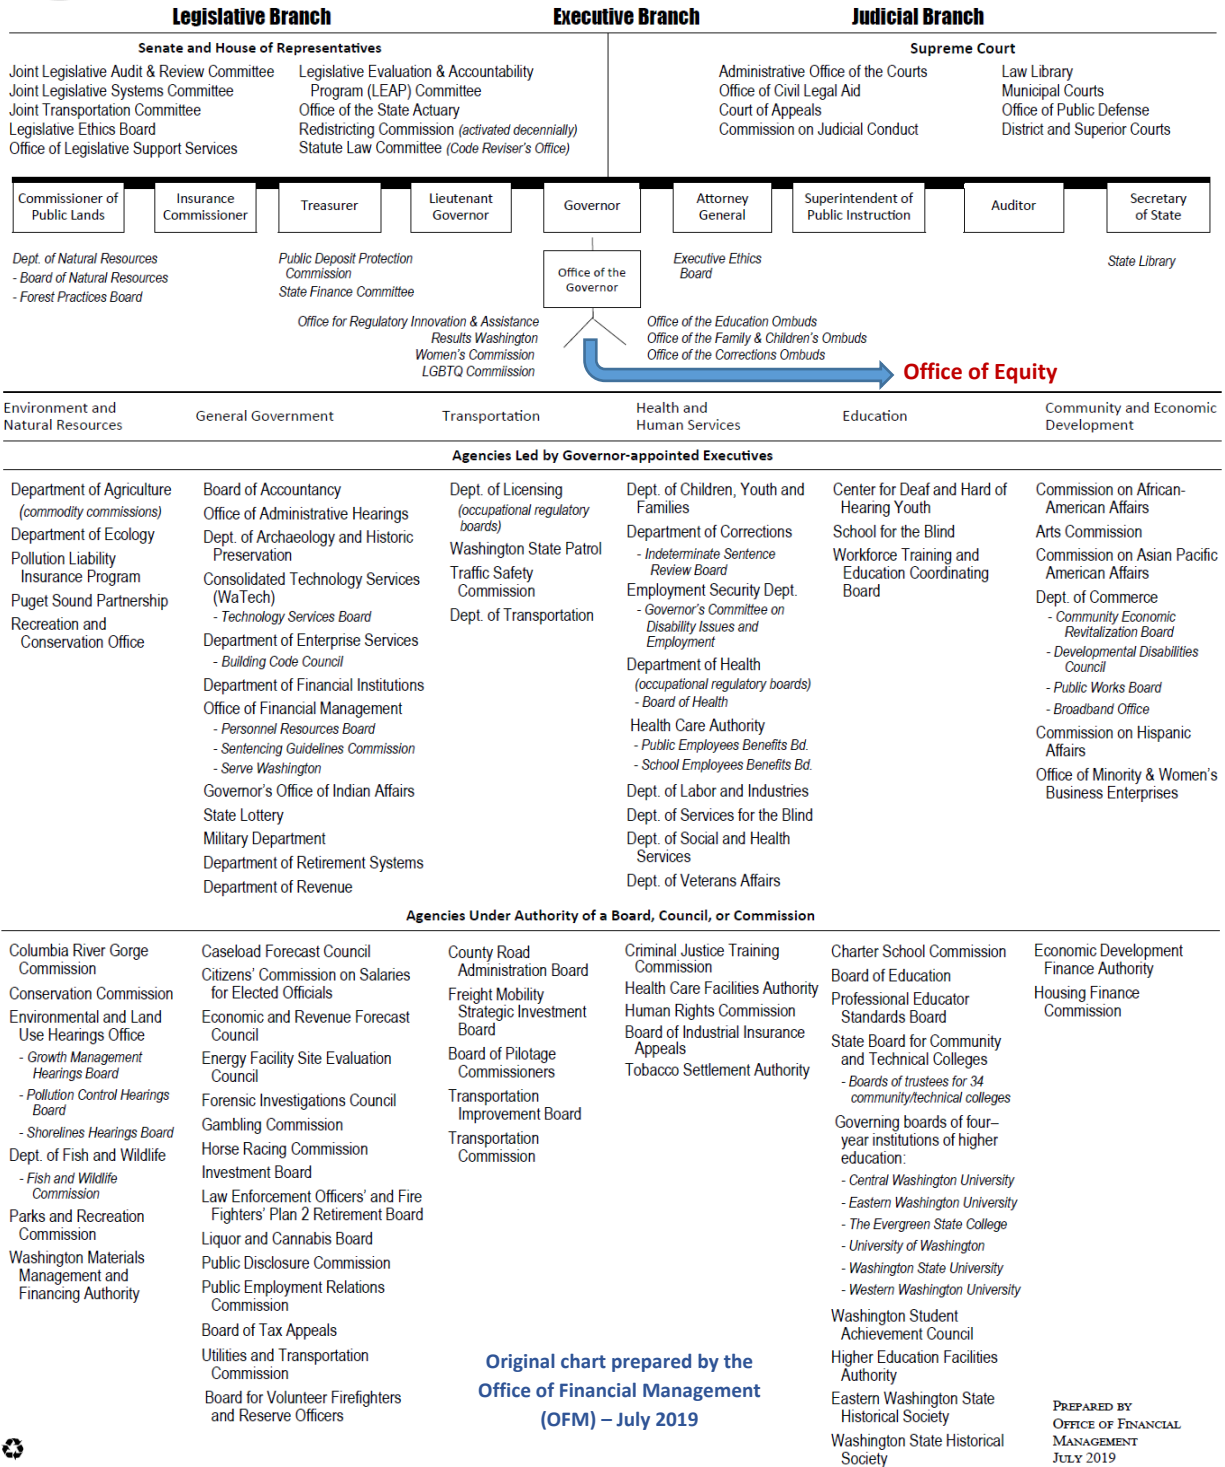 Legislative Branch
Executive Branch
Judicial Branch
Senate and House of Representatives
Joint Legislative Audit & Review Committee
Joint Legislative Systems Committee
Joint Transportation Committee
Legislative Ethics Board
Office of Legislative Support Services
Legislative Evaluation & Accountability
Program (LEAP) Committee
Office of the State Actuary
Redistricting Commission (activated decennially)
Statute Law Committee (Code Reviser's Office)
Supreme Court
Administrative Office of the Courts
Office of Civil Legal Aid
Court of Appeals
Commission on Judicial Conduct
Law Library
Municipal Courts
Office of Public Defense
District and Superior Courts
Commissioner of
Public Lands
Insurance
Commissioner
Treasurer
Lieutenant
Governor
Governor
Attorney
General
Superintendent of
Public Instruction
Auditor
Secretary
of State
Dept. of Natural Resources
- Board of Natural Resources
- Forest Practices Board
Public Deposit Protection
Commission
State Finance Committee
Office of the
Governor
Executive Ethics
Board
State Library
Office for Regulatory Innovation & Assistance
Results Washington
Women's Commission
LGBTQ Commiission
Office of the Education Ombuds
Office of the Family & Children's Ombuds
Office of the Corrections Ombuds
Office of Equity
Environment and
Natural Resources
General Government
Transportation
Health and
Human Services
Education
Community and Economic
Development
Agencies Led by Governor-appointed Executives
Department of Agriculture
(commodity commissions)
Department of Ecology
Pollution Liability
Insurance Program
Puget Sound Partnership
Recreation and
Conservation Office
Board of Accountancy
Office of Administrative Hearings
Dept. of Archaeology and Historic
Preservation
Consolidated Technology Services
(WaTech)
- Technology Services Board
Department of Enterprise Services
- Building Code Council
Department of Financial Institutions
Office of Financial Management
- Personnel Resources Board
- Sentencing Guidelines Commission
- Serve Washington
Governor's Office of Indian Affairs
State Lottery
Military Department
Department of Retirement Systems
Department of Revenue
Dept. of Licensing
(occupational regulatory
boards)
Washington State Patrol
Traffic Safety
Commission
Dept. of Transportation
Dept. of Children, Youth and
Families
Department of Corrections
- Indeterminate Sentence
Review Board
Employment Security Dept.
- Governor's Committee on
Disability Issues and
Employment
Department of Health
(occupational regulatory boards)
- Board of Health
Health Care Authority
- Public Employees Benefits Bd.
- School Employees Benefits Bd.
Dept. of Labor and Industries
Dept. of Services for the Blind
Dept. of Social and Health
Services
Dept. of Veterans Affairs
Center for Deaf and Hard of
Hearing Youth
School for the Blind
Workforce Training and
Education Coordinating
Board
Commission on African-
American Affairs
Arts Commission
Commission on Asian Pacific
American Affairs
Dept. of Commerce
- Community Economic
Revitalization Board
- Developmental Disabilities
Council
- Public Works Board
- Broadband Office
Commission on Hispanic
Affairs
Office of Minority & Women's
Business Enterprises
Agencies Under Authority of a Board, Council, or Commission
Columbia River Gorge
Commission
Conservation Commission
Environmental and Land
Use Hearings Office
- Growth Management
Hearings Board
- Pollution Control Hearings
Board
- Shorelines Hearings Board
Dept. of Fish and Wildlife
- Fish and Wildlife
Commission
Parks and Recreation
Commission
Washington Materials
Management and
Financing Authority
Caseload Forecast Council
Citizens' Commission on Salaries
for Elected Officials
Economic and Revenue Forecast
Council
Energy Facility Site Evaluation
Council
Forensic Investigations Council
Gambling Commission
Horse Racing Commission
Investment Board
Law Enforcement Officers' and Fire
Fighters' Plan 2 Retirement Board
Liquor and Cannabis Board
Public Disclosure Commission
Public Employment Relations
Commission
Board of Tax Appeals
Utilities and Transportation
Commission
Board for Volunteer Firefighters
and Reserve Officers
County Road
Administration Board
Freight Mobility
Strategic Investment
Board
Board of Pilotage
Commissioners
Transportation
Improvement Board
Transportation
Commission
Criminal Justice Training
Commission
Health Care Facilities Authority
Human Rights Commission
Board of Industrial Insurance
Appeals
Tobacco Settlement Authority
Charter School Commission
Board of Education
Professional Educator
Standards Board
State Board for Community
and Technical Colleges
- Boards of trustees for 34
community/technical colleges
Governing boards of four–
year institutions of higher
education:
- Central Washington University
- Eastern Washington University
- The Evergreen State College
- University of Washington
- Washington State University
- Western Washington University
Washington Student
Achievement Council
Higher Education Facilities
Authority
Eastern Washington State
Historical Society
Washington State Historical
Society
Economic Development
Finance Authority
Housing Finance
Commission
Original chart prepared by the
Office of Financial Management
(OFM) – July 2019
PREPARED BY
OFFICE OF FINANCIAL
MANAGEMENT
JULY 2019